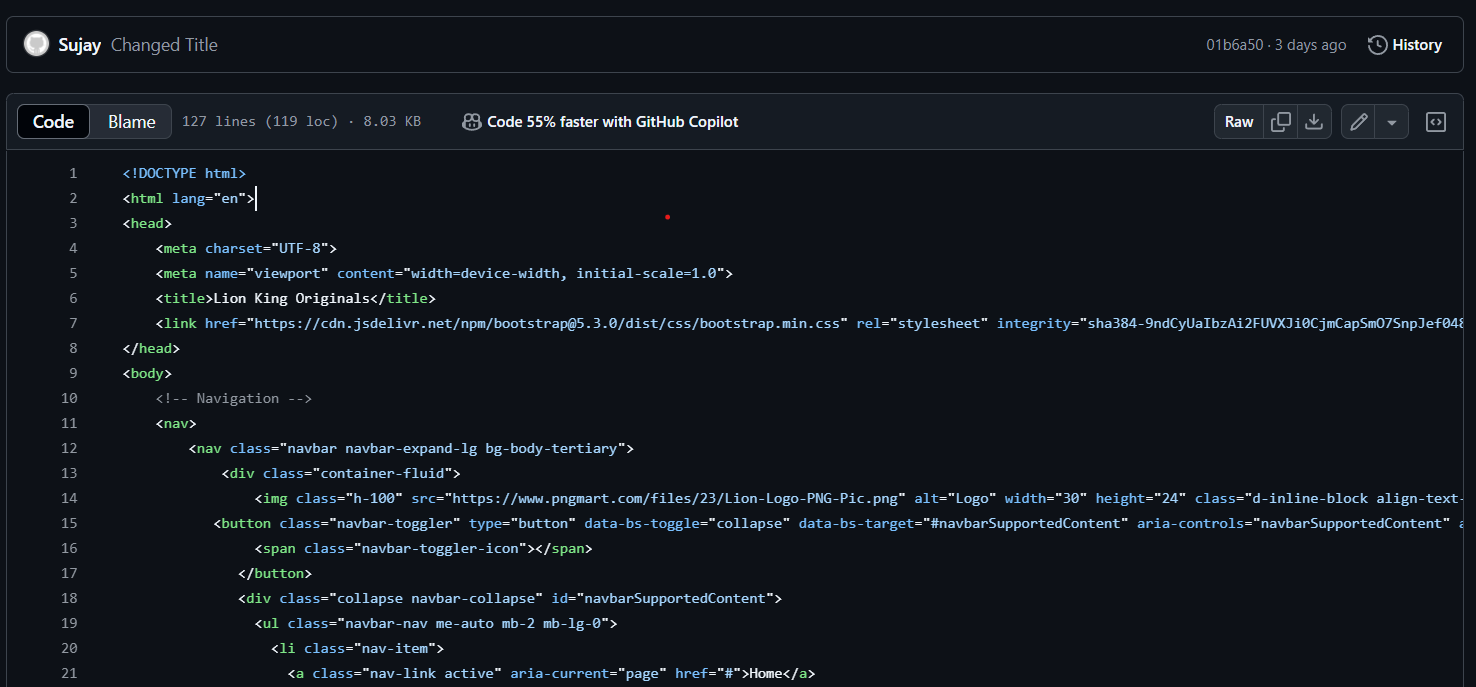 Sujay Changed Title 01b6a50 · 3 days ago History
Code Blame 127 lines (119 loc) · 8.03 KB Code 55% faster with GitHub Copilot Raw
1 <!DOCTYPE html>
2 <html lang="en">
3 <head>
4 <meta charset="UTF-8">
5 <meta name="viewport" content="width=device-width, initial-scale=1.0">
6 <title>Lion King Originals</title>
7 <link href="https://cdn.jsdelivr.net/npm/bootstrap@5.3.0/dist/css/bootstrap.min.css" rel="stylesheet" integrity="sha384-9ndCyUaIbzAi2FUVXJi0CjmCapSmO7SnpJef048
8 </head>
9 <body>
10 <!-- Navigation -->
11 <nav>
12 <nav class="navbar navbar-expand-lg bg-body-tertiary">
13 <div class="container-fluid">
14 <img class="h-100" src="https://www.pngmart.com/files/23/Lion-Logo-PNG-Pic.png" alt="Logo" width="30" height="24" class="d-inline-block align-text-
15 <button class="navbar-toggler" type="button" data-bs-toggle="collapse" data-bs-target="#navbarSupportedContent" aria-controls="navbarSupportedContent" a
16 <span class="navbar-toggler-icon"></span>
17 </button>
18 <div class="collapse navbar-collapse" id="navbarSupportedContent">
19 <ul class="navbar-nav me-auto mb-2 mb-lg-0">
20 <li class="nav-item">
21 <a class="nav-link active" aria-current="page" href="#">Home</a>